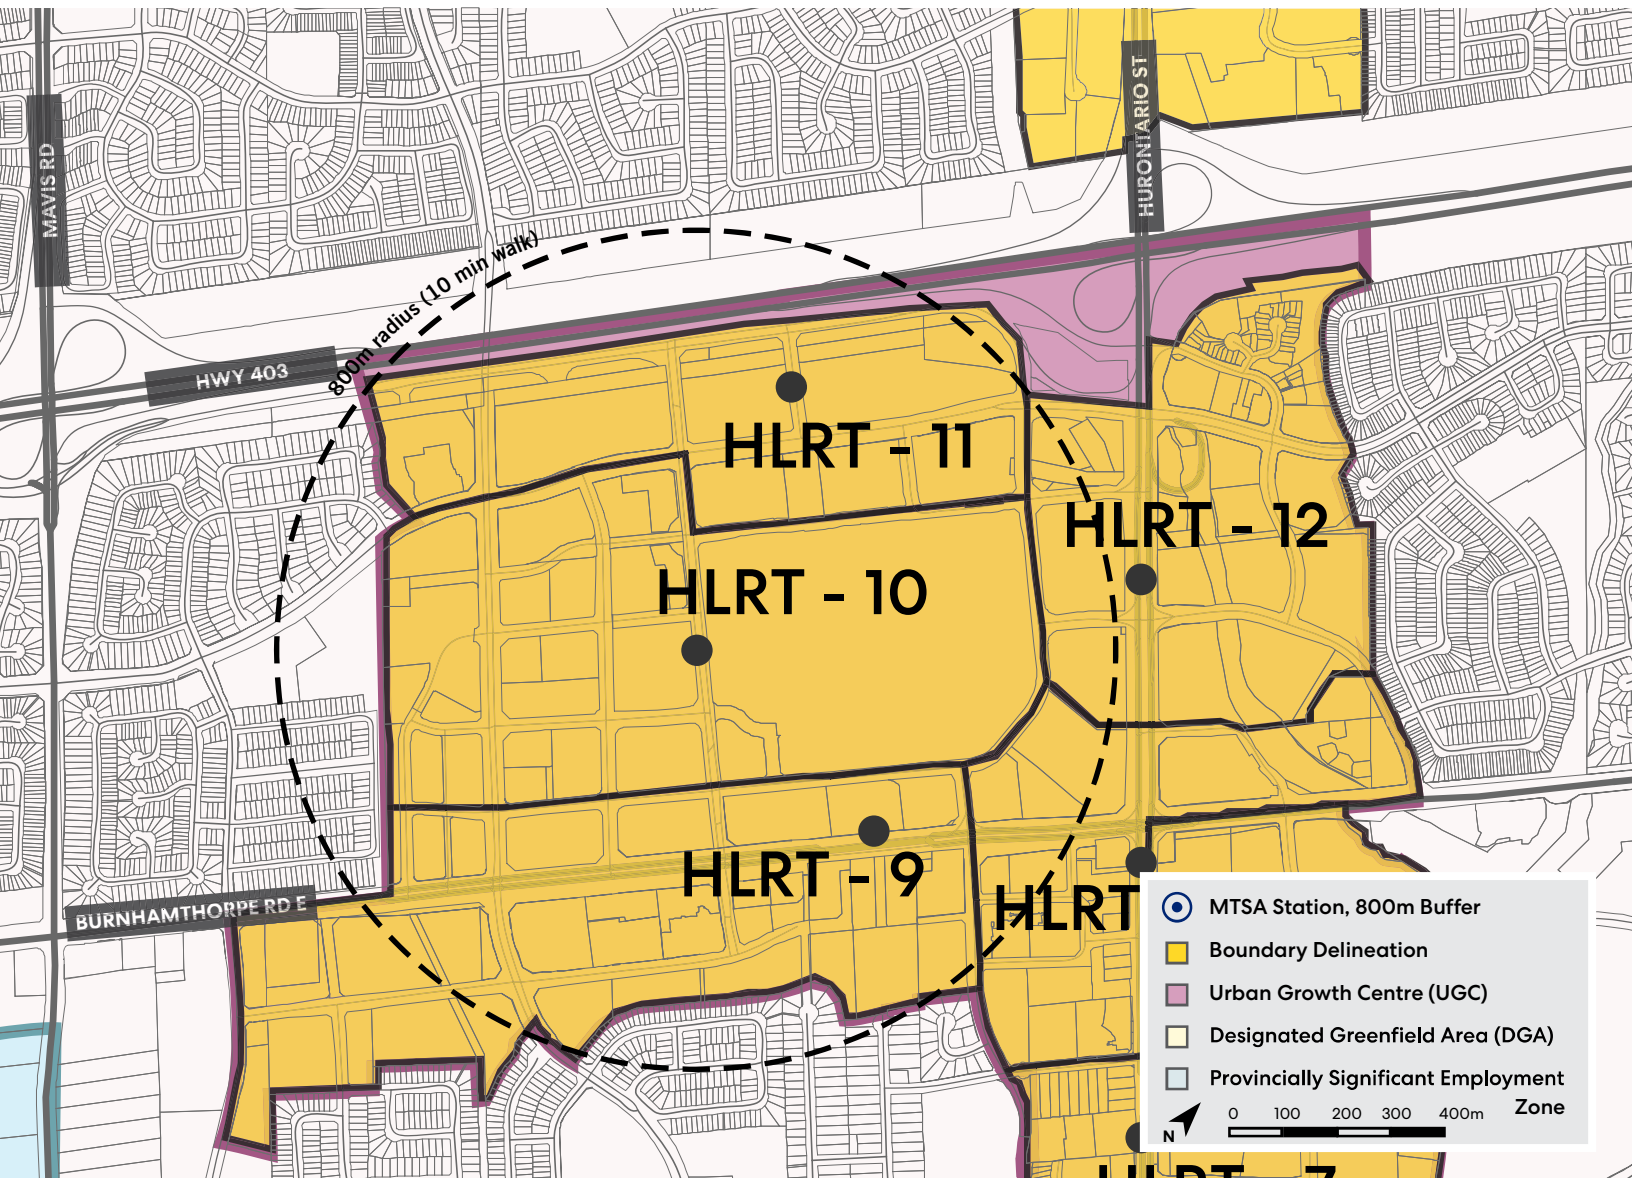 HURONTARIO ST
MAVIS RD
800m radius (10 min walk)
HWY 403
HLRT - 11
HLRT - 12
HLRT - 10
HLRT - 9
HLRT
BURNHAMTHORPE RD E
MTSA Station, 800m Buffer
Boundary Delineation
Urban Growth Centre (UGC)
Designated Greenfield Area (DGA)
Provincially Significant Employment
Zone
0 100 200 300 400m
N
HLRT - 7